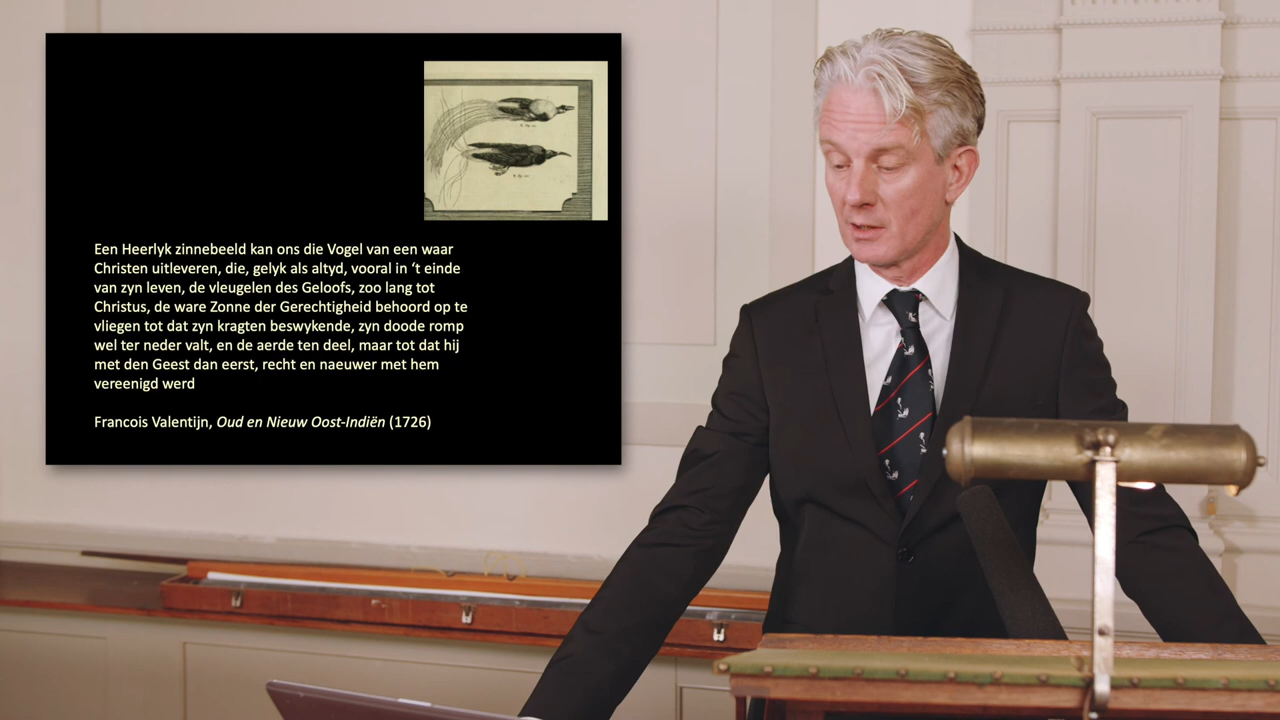 Een Heerlyk zinnebeeld kan ons die Vogel van een waar
Christen uitleveren, die, gelyk als altyd, vooral in ‘t einde
van zyn leven, de vleugelen des Geloofs, zoo lang tot
Christus, de ware Zonne der Gerechtigheid behoord op te
vliegen tot dat zyn kragten beswykende, zyn doode romp
wel ter neder valt, en de aerde ten deel, maar tot dat hij
met den Geest dan eerst, recht en naeuwer met hem
vereenigd werd
Francois Valentijn, Oud en Nieuw Oost-Indiën (1726)